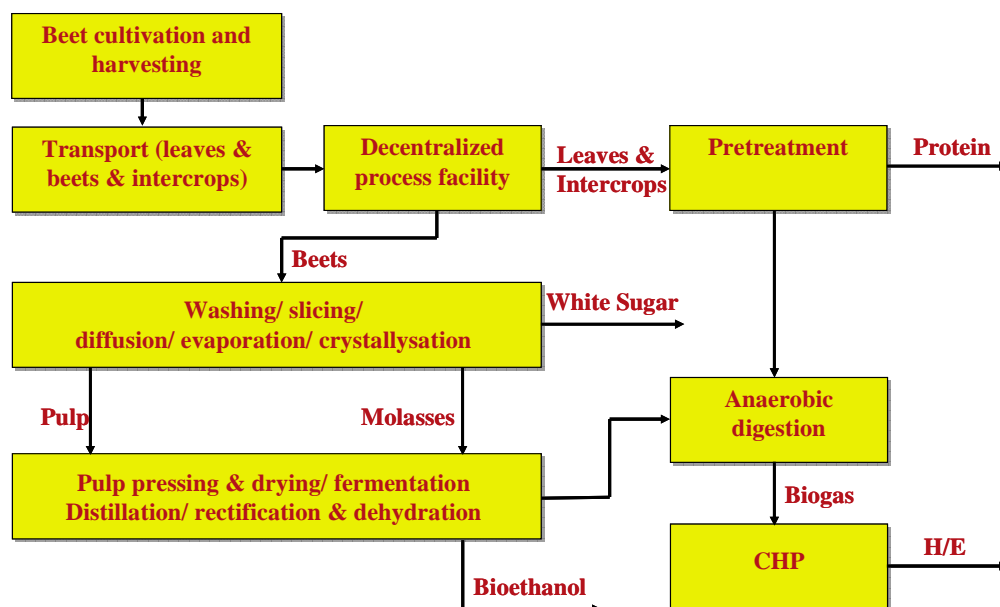 Beet cultivation and
harvesting
Transport (leaves &
beets & intercrops)
Decentralized
process facility
Leaves &
Intercrops
Pretreatment
Protein
Beets
Washing/ slicing/
diffusion/ evaporation/ crystallysation
White Sugar
Pulp
Molasses
Anaerobic
digestion
Pulp pressing & drying/ fermentation
Distillation/ rectification & dehydration
Biogas
CHP
H/E
Bioethanol